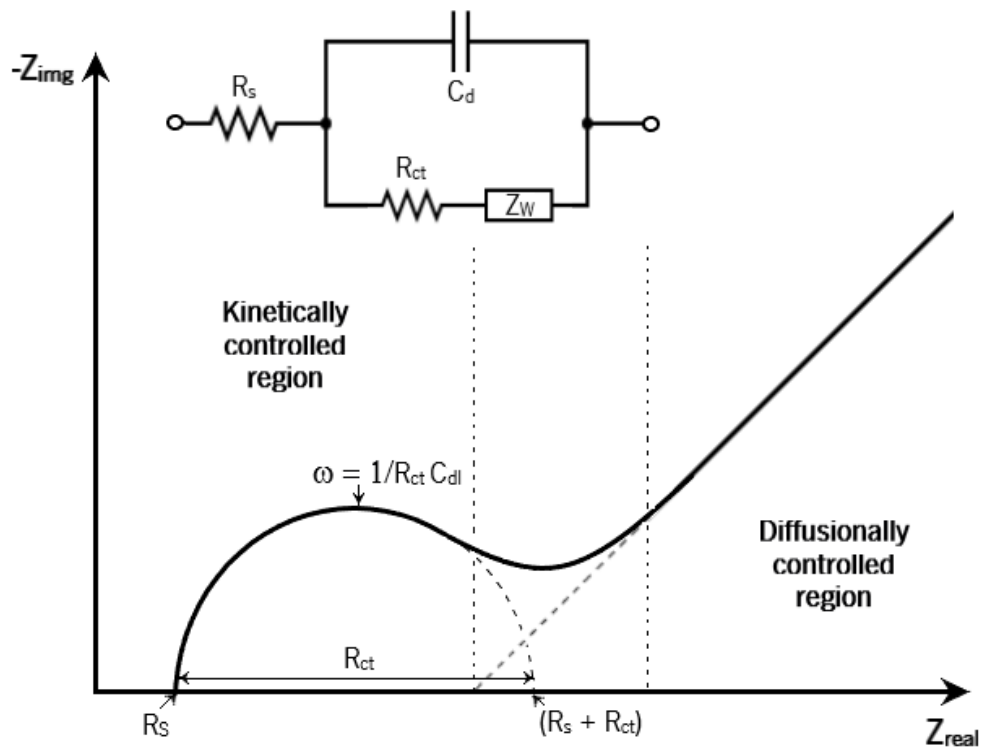 -Zimg
Rs
Cd
Rct
ZW
Kinetically
controlled
region
ω = 1/Rct Cdl
Diffusionally
controlled
region
Rct
RS
(Rs + Rct)
Zreal